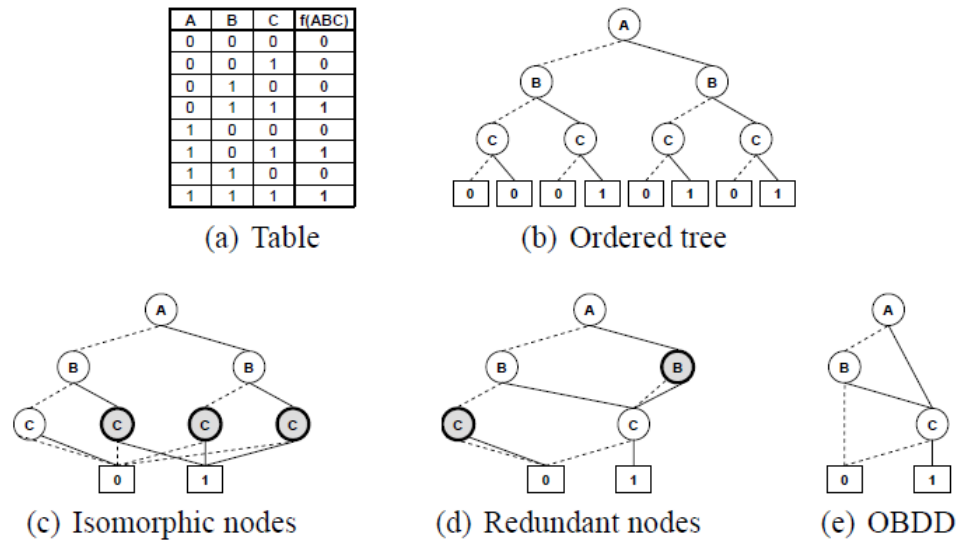 A B C f(ABC)
0 0 0 0
0 0 1 0
0 1 0 0
0 1 1 1
1 0 0 0
1 0 1 1
1 1 0 0
1 1 1 1
(a) Table
A
B B
C C C C
0 0 0 1 0 1 0 1
(b) Ordered tree
A
B B
C C C C
0 1
(c) Isomorphic nodes
A
B B
C C
0 1
(d) Redundant nodes
A
B
C
0 1
(e) OBDD